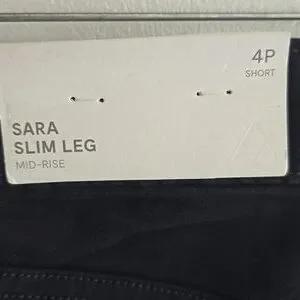 4P
SHORT
SARA
SLIM LEG
MID-RISE